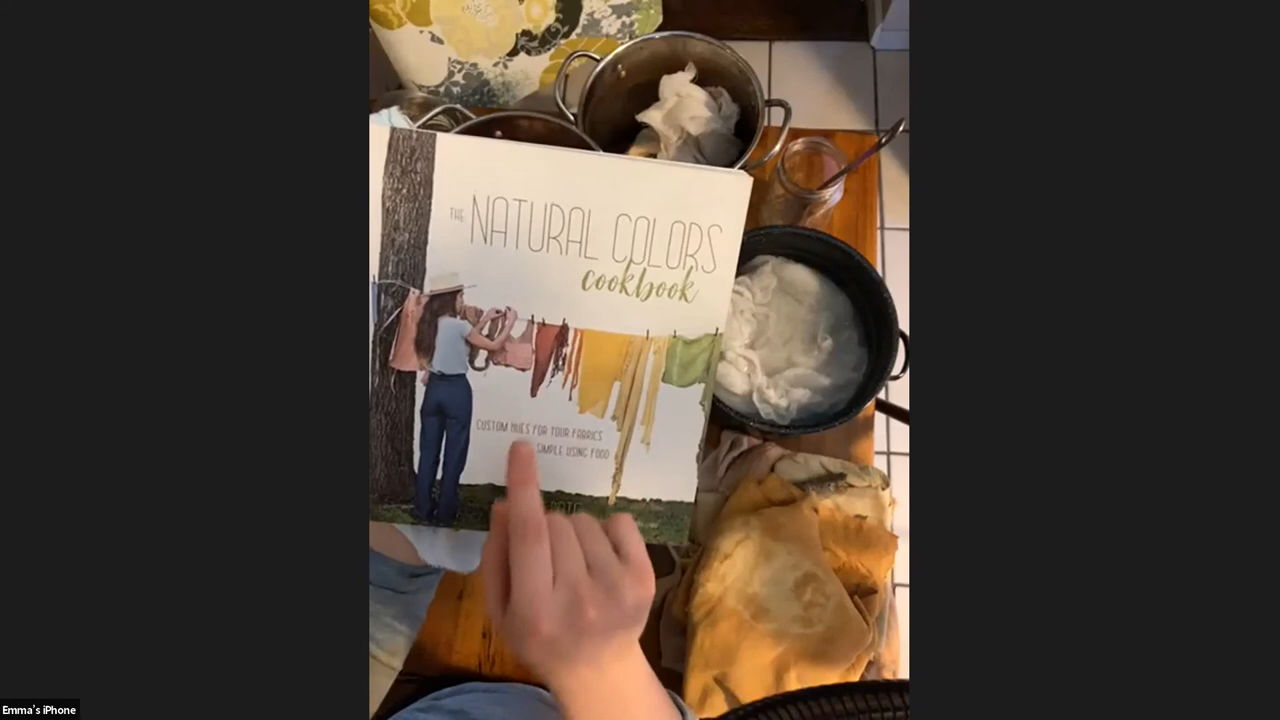 THE NATURAL COLORS
cookbook
CUSTOM HUES FOR YOUR FABRICS
SIMPLE USING FOOD
Emma's iPhone